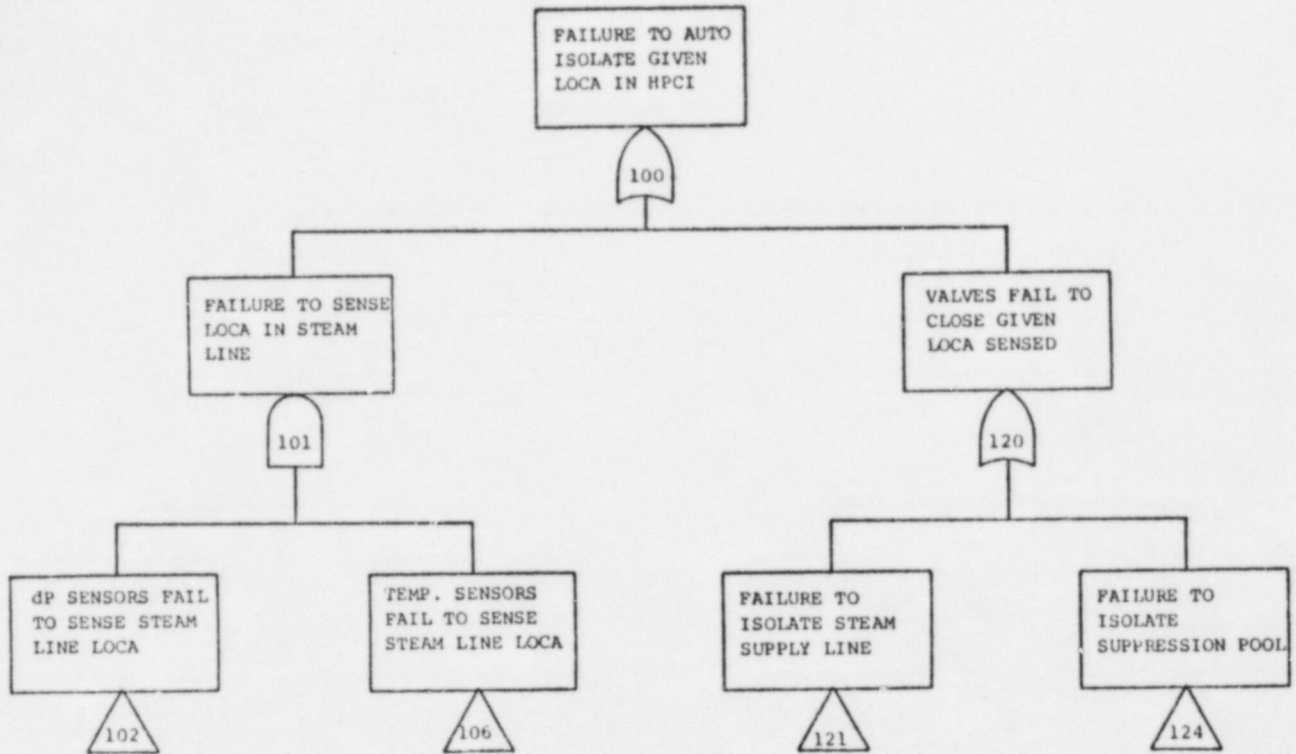 FAILURE TO AUTO
ISOLATE GIVEN
LOCA IN HPCI
100
FAILURE TO SENSE
LOCA IN STEAM
LINE
VALVES FAIL TO
CLOSE GIVEN
LOCA SENSED
101
120
dP SENSORS FAIL
TO SENSE STEAM
LINE LOCA
TEMP. SENSORS
FAIL TO SENSE
STEAM LINE LOCA
FAILURE TO
ISOLATE STEAM
SUPPLY LINE
FAILURE TO
ISOLATE
SUPPRESSION POOL
102
106
121
124